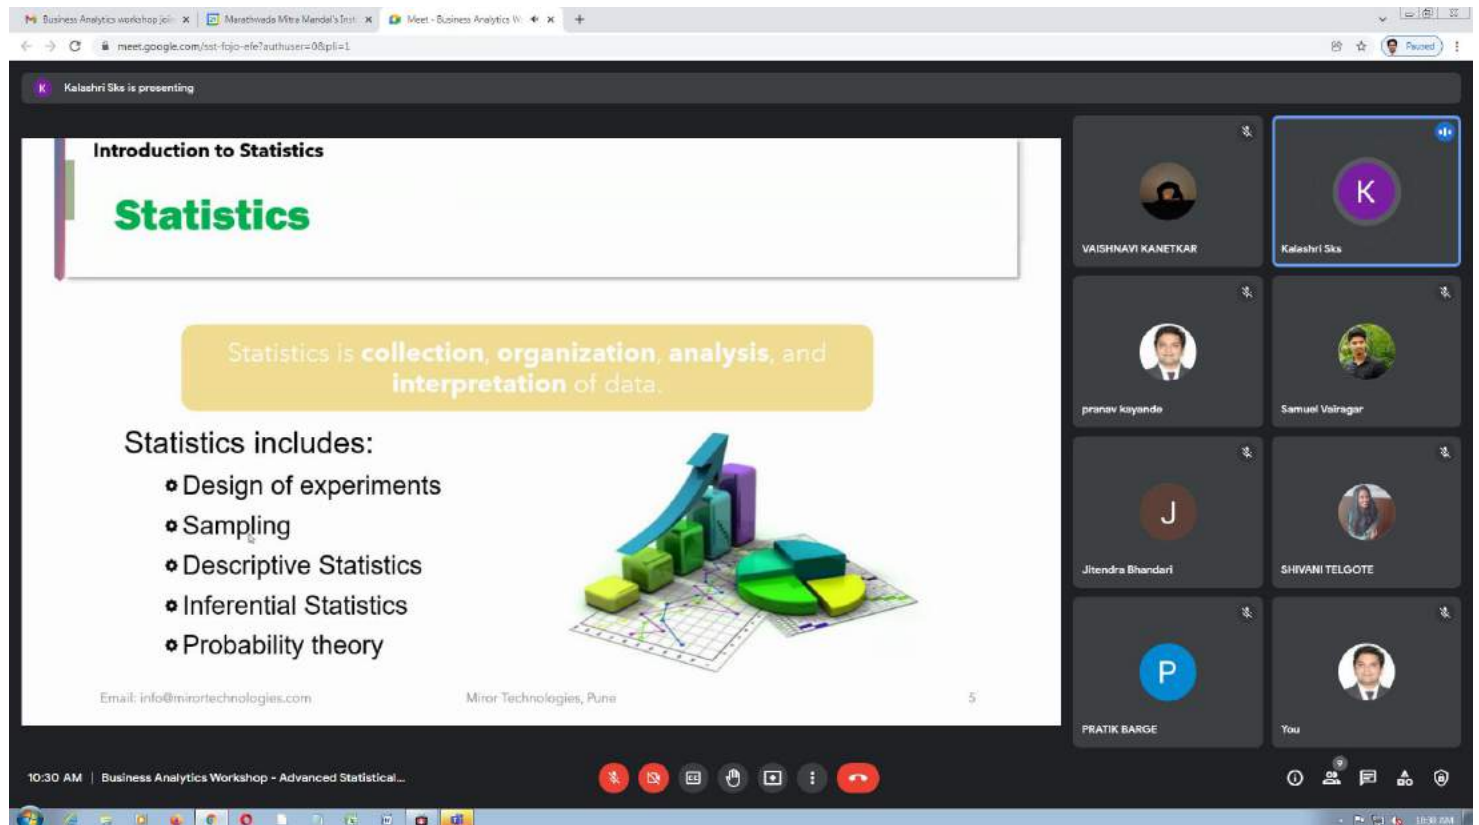 Business Analytics workshop joi
Marathwada Mitra Mandal's Inst
Meet - Business Analytics W
meet.google.com/sst-fojo-efe?authuser=0&pli=1
Paused
K
Kalashri Sks is presenting
Introduction to Statistics
Statistics
Statistics is collection, organization, analysis, and
interpretation of data.
Statistics includes:
Design of experiments
Sampling
Descriptive Statistics
Inferential Statistics
Probability theory
Email: info@mirortechnologies.com
Miror Technologies, Pune
5
VAISHNAVI KANETKAR
K
Kalashri Sks
pranav kayande
Samuel Vairagar
J
Jitendra Bhandari
SHIVANI TELGOTE
P
PRATIK BARGE
You
10:30 AM | Business Analytics Workshop - Advanced Statistical...
CC
9
10:30 AM